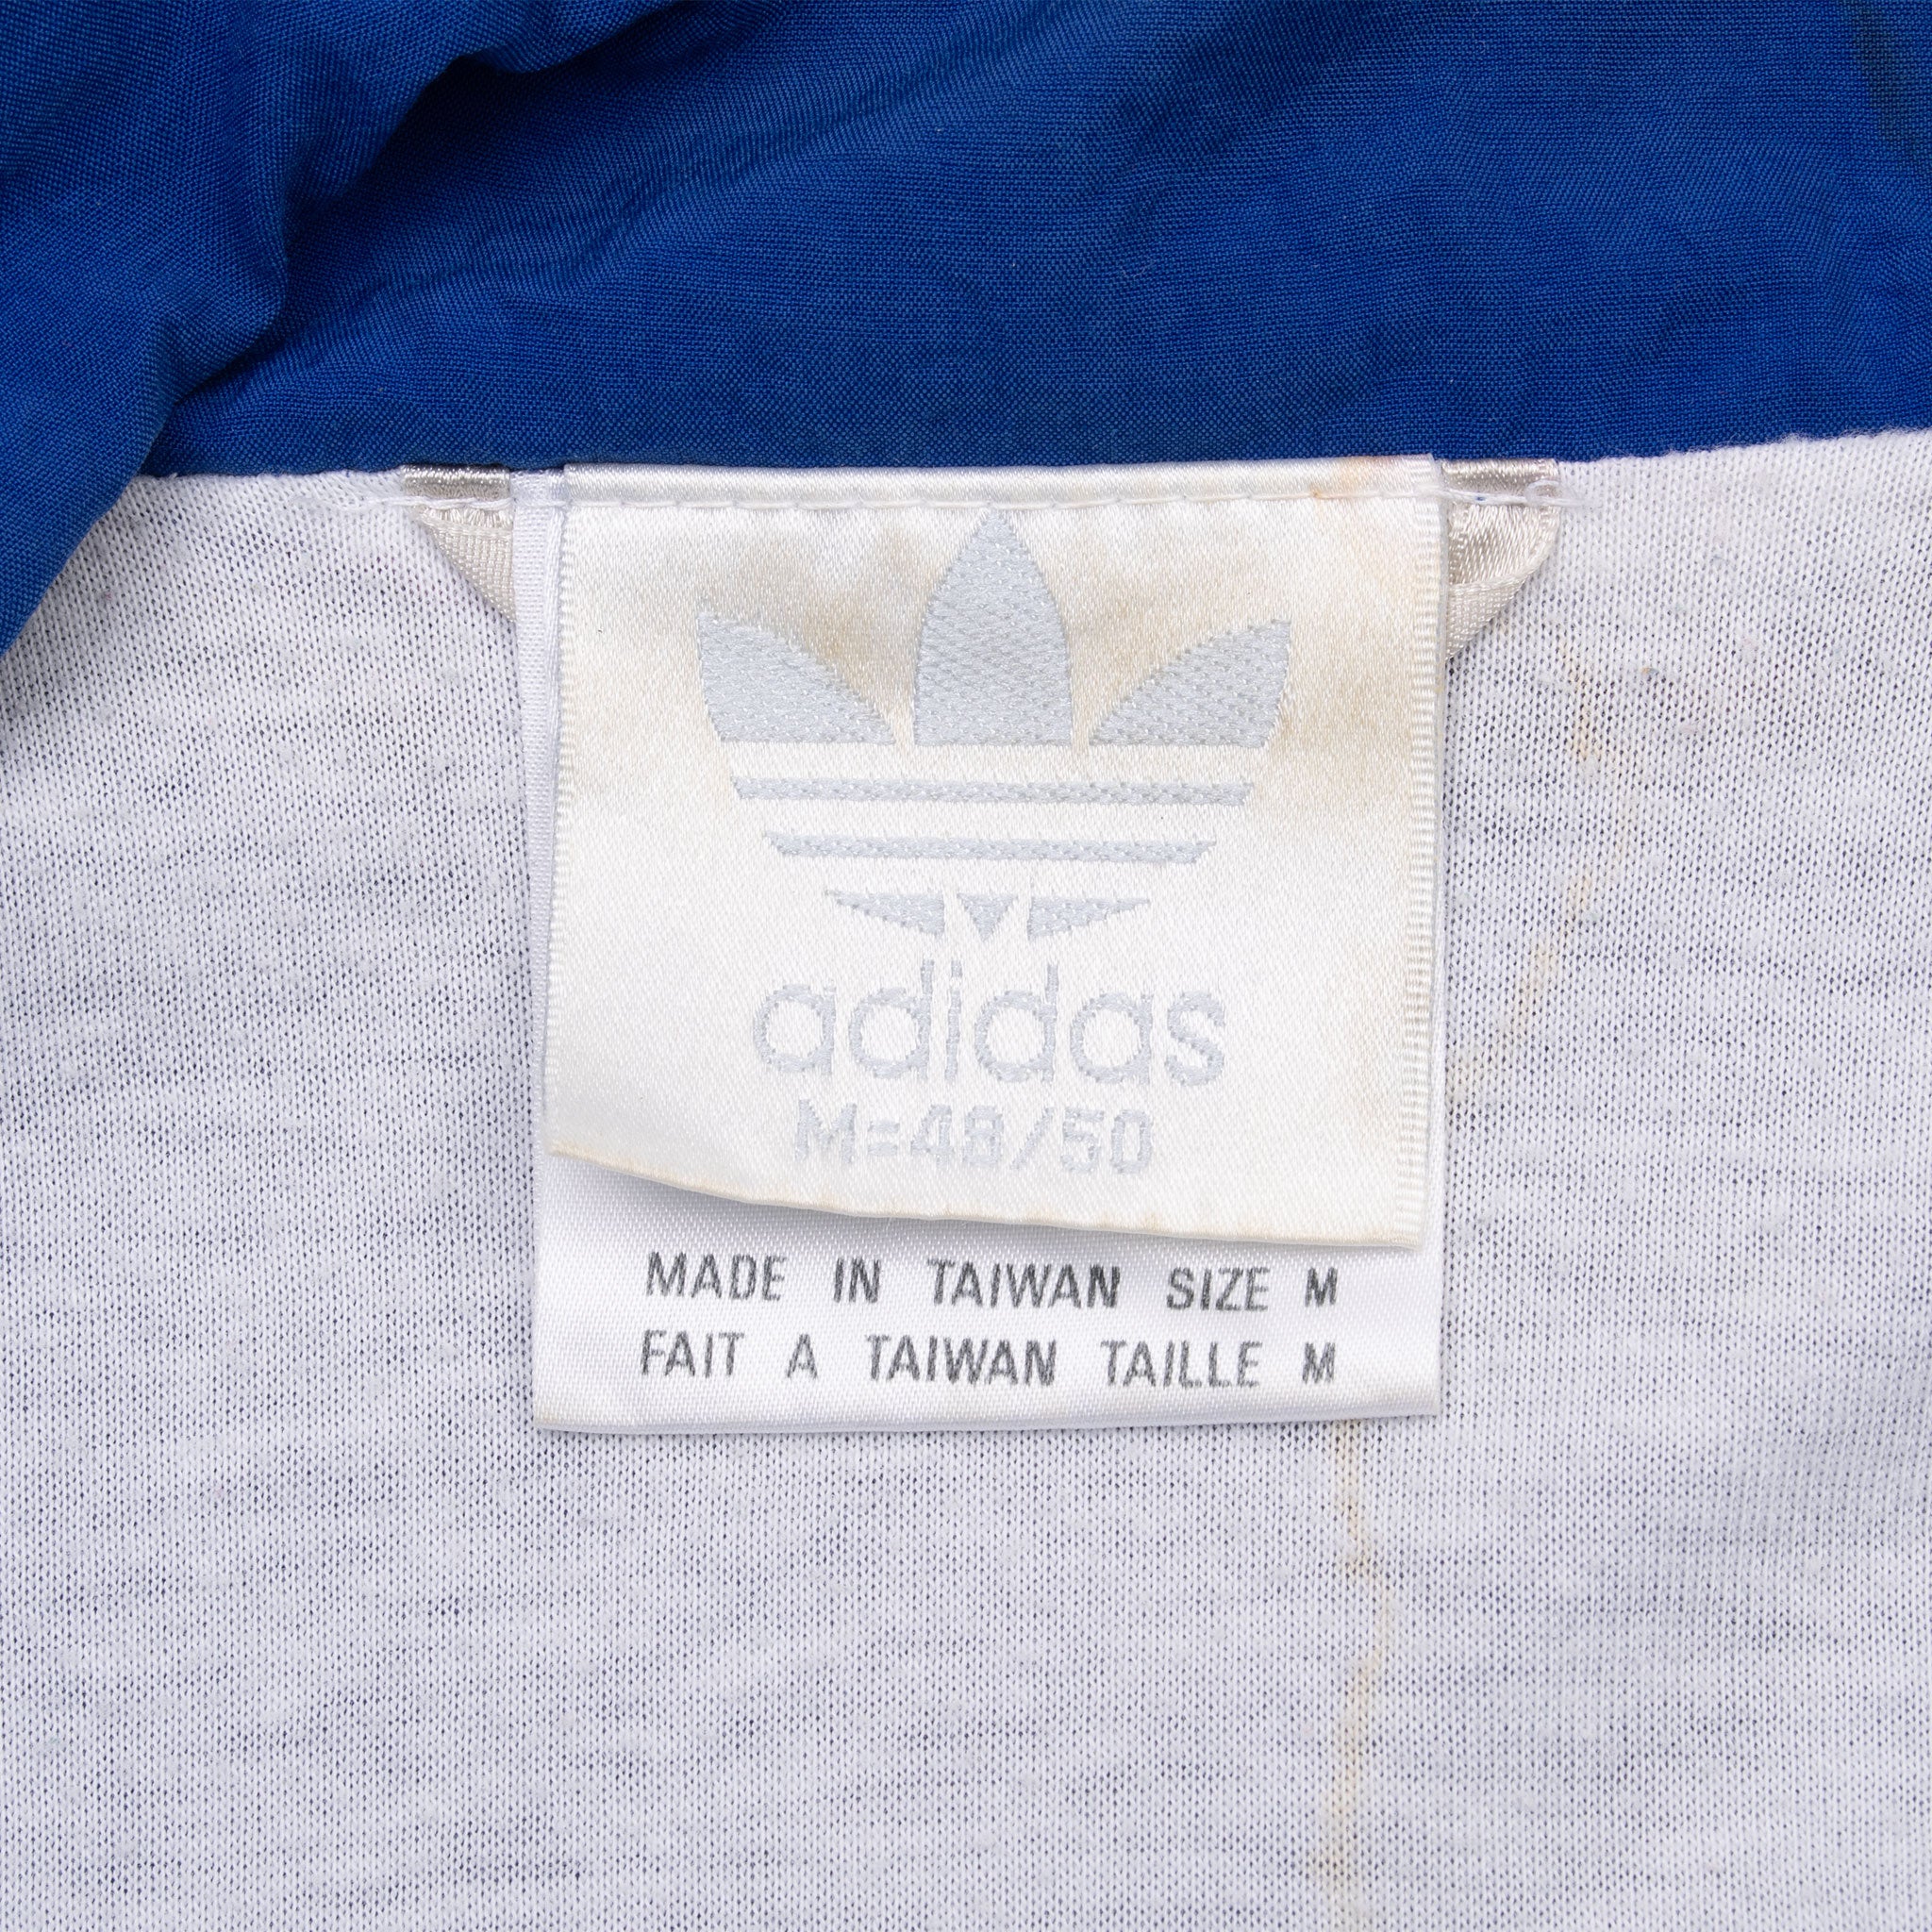 adidas
M=48/50
MADE IN TAIWAN SIZE M
FAIT A TAIWAN TAILLE M